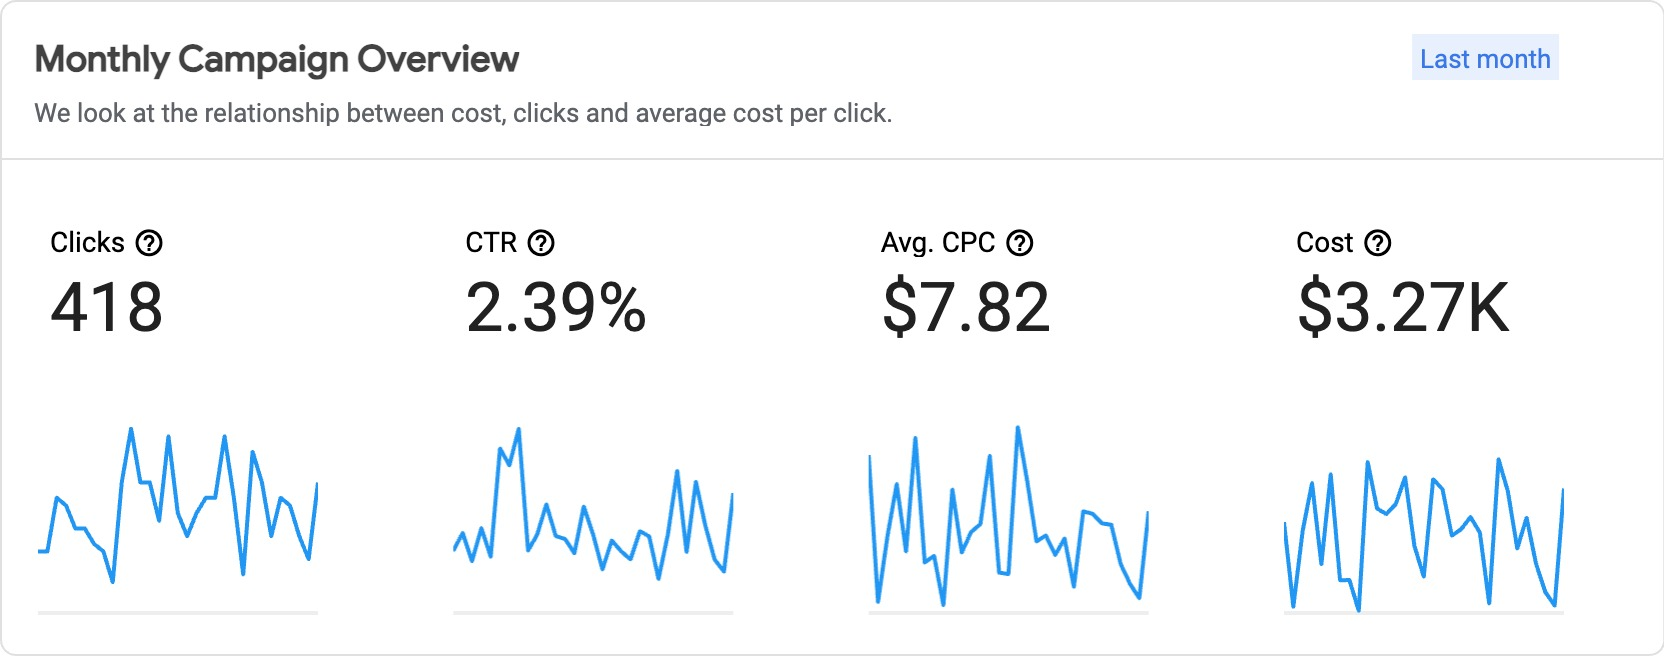 Monthly Campaign Overview
Last month
We look at the relationship between cost, clicks and average cost per click.
Clicks
418
CTR
2.39%
Avg. CPC
$7.82
Cost
$3.27K